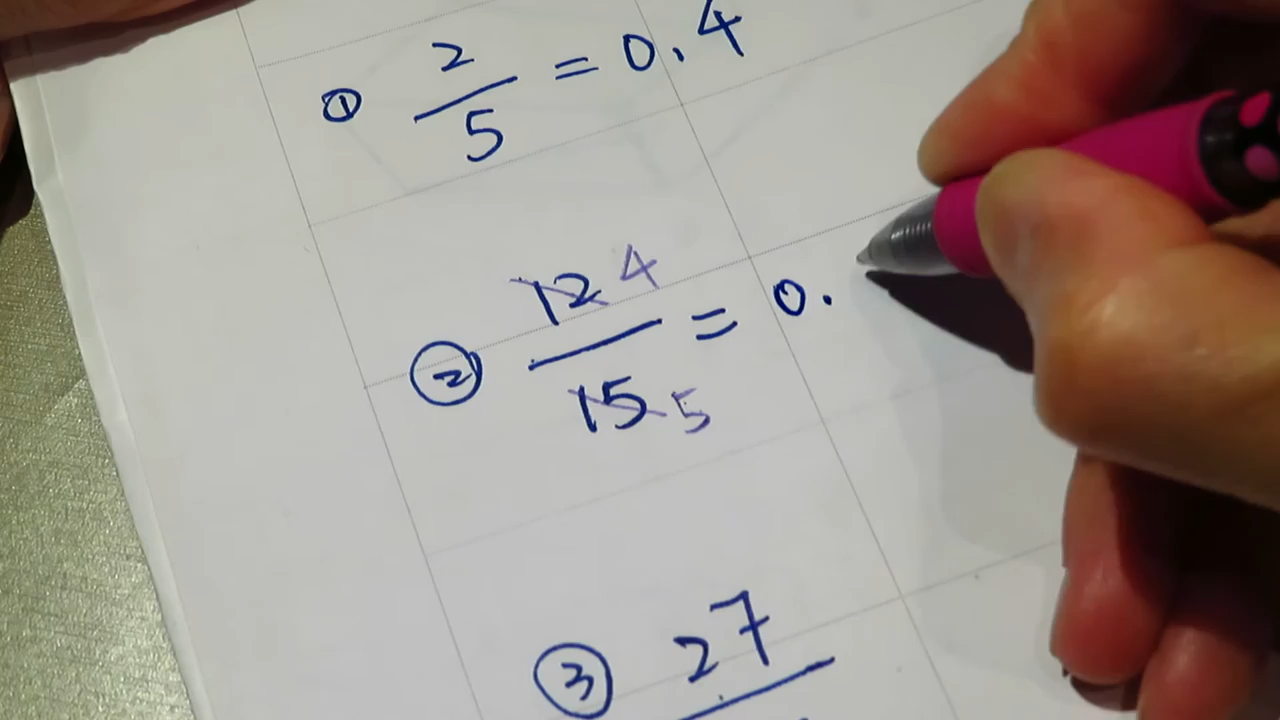 ① 2/5 = 0.4
② 12 4/15 5 = 0.
③ 27